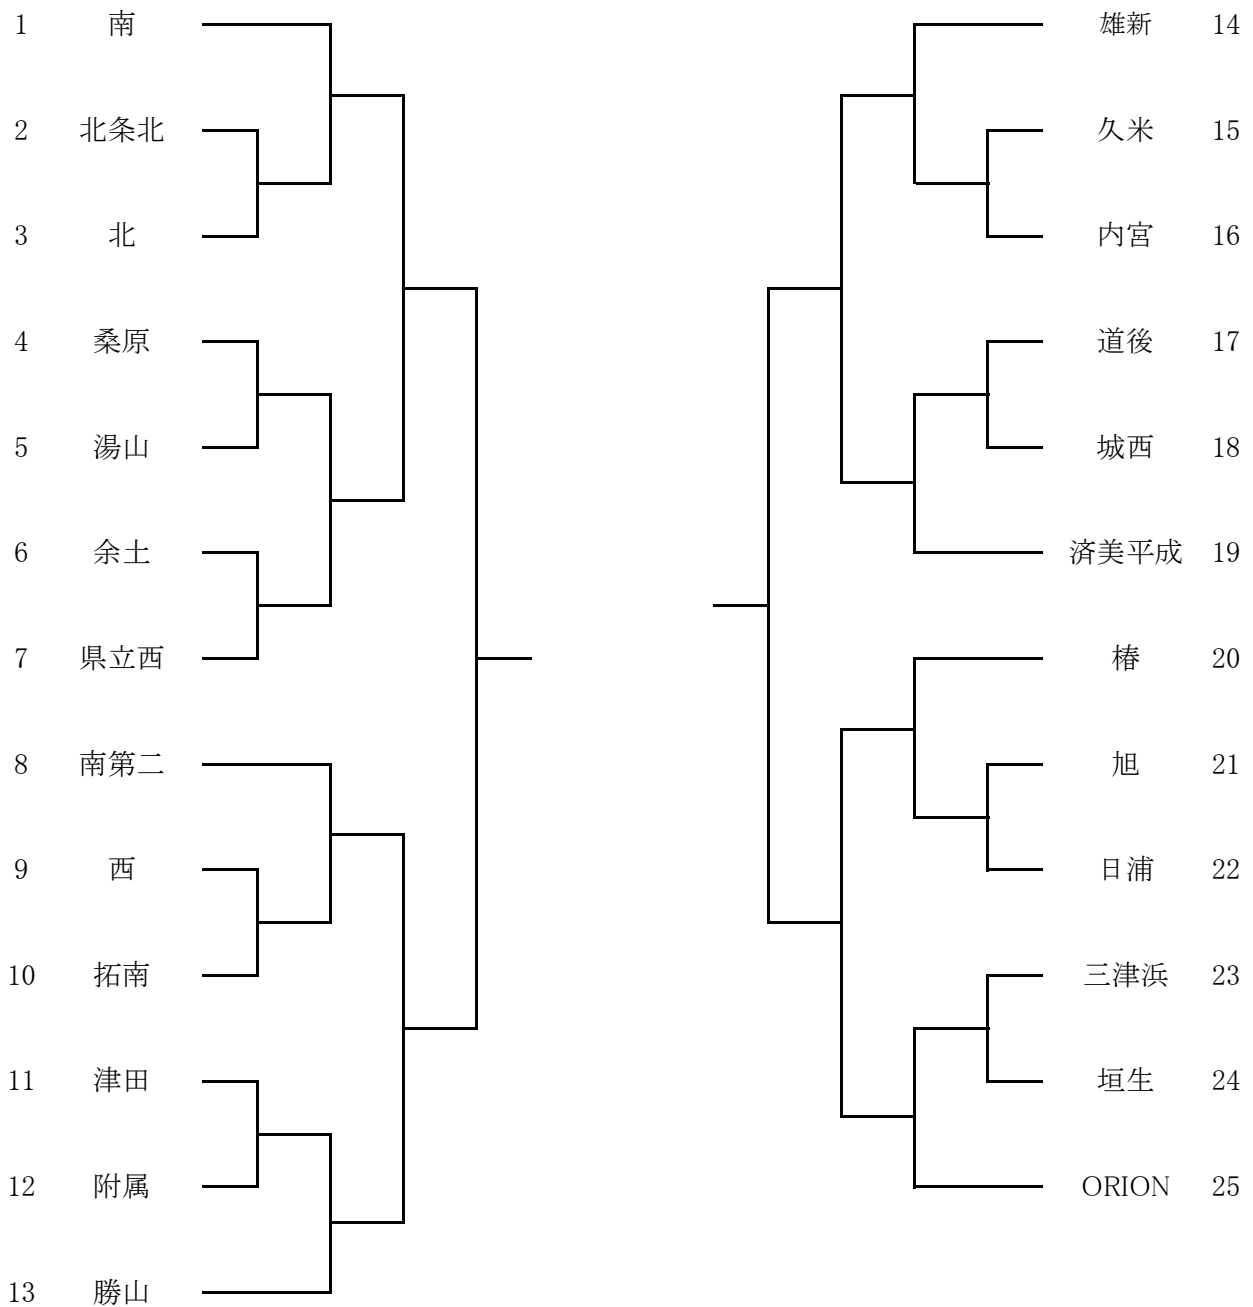 1 南
2 北条北
3 北
4 桑原
5 湯山
6 余土
7 県立西
8 南第二
9 西
10 拓南
11 津田
12 附属
13 勝山
雄新 14
久米 15
内宮 16
道後 17
城西 18
済美平成 19
椿 20
旭 21
日浦 22
三津浜 23
垣生 24
ORION 25